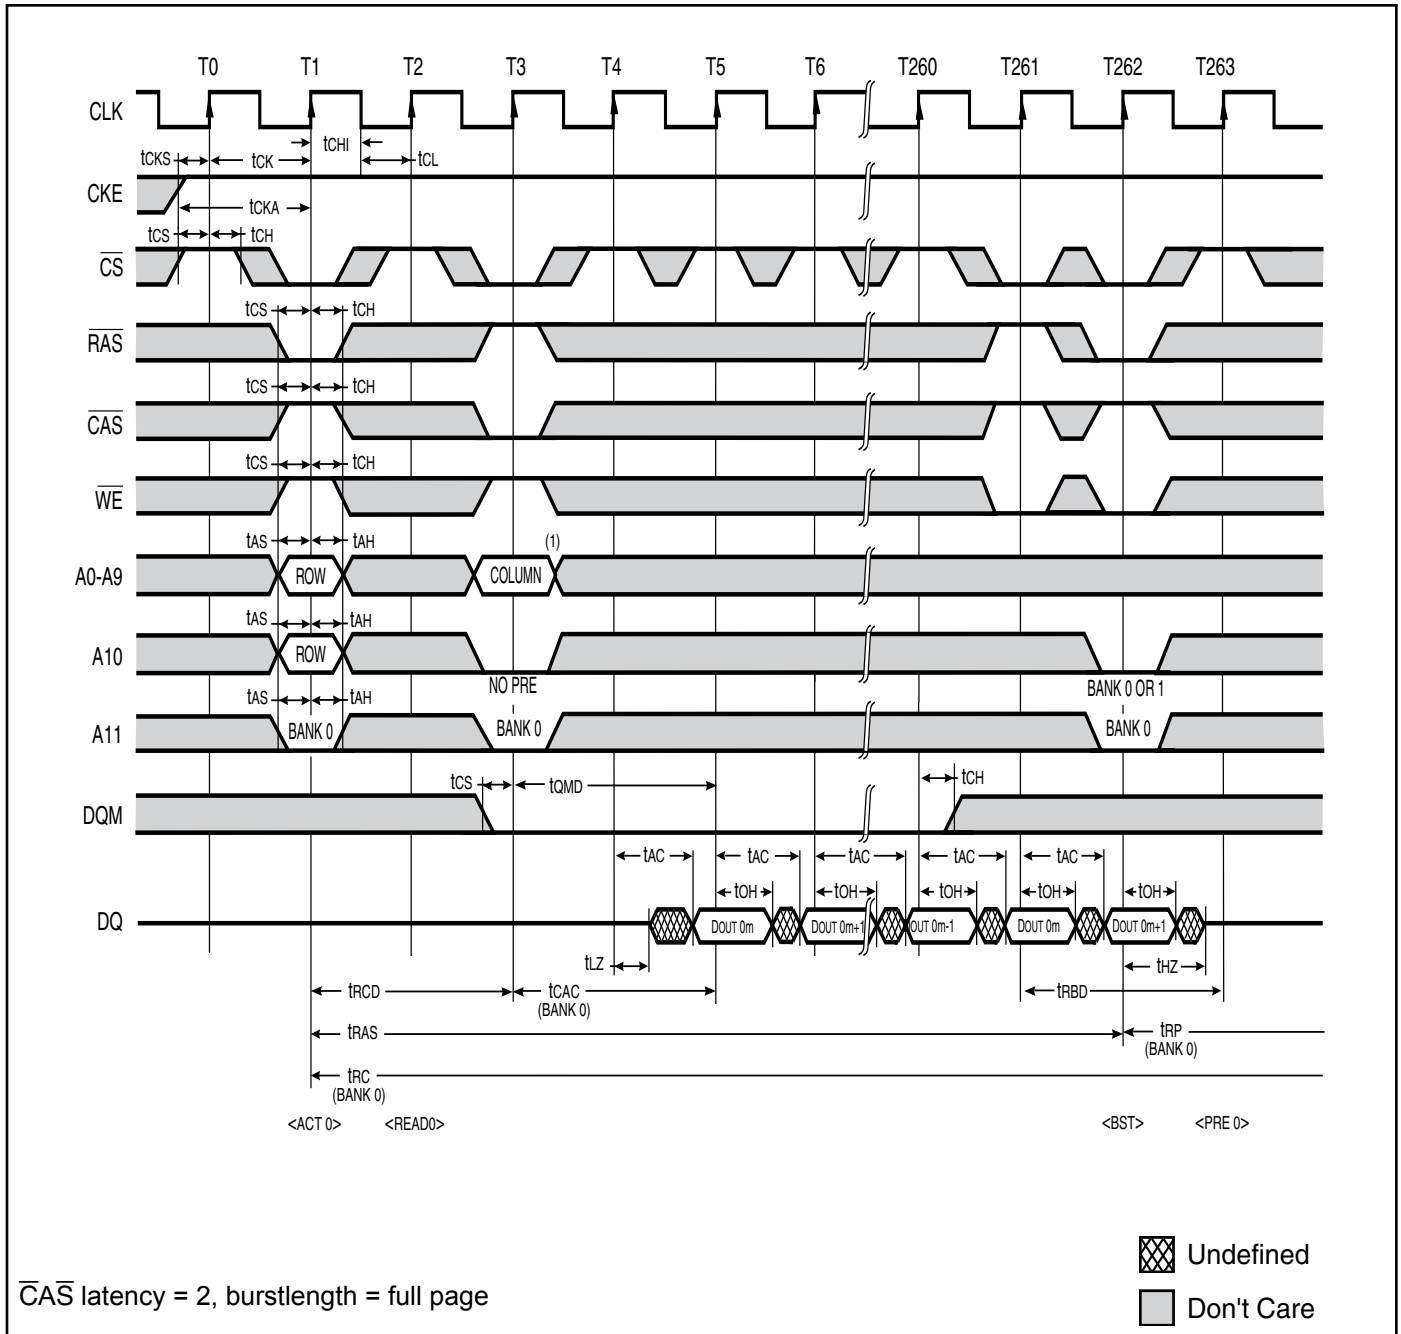 T0 T1 T2 T3 T4 T5 T6 T260 T261 T262 T263
CLK
tCHI
tCKS tCK tCL
CKE
tCKA
tCS tCH
CS
tCS tCH
RAS
tCS tCH
CAS
tCS tCH
WE
tAS tAH (1)
A0-A9 ROW COLUMN
tAS tAH
A10 ROW
NO PRE BANK 0 OR 1
tAS tAH
A11 BANK 0 BANK 0 BANK 0
tCS tQMD tCH
DQM
tAC tAC tAC tAC tAC
tOH tOH tOH tOH tOH
DQ DOUT 0m DOUT 0m+1 OUT 0m-1 DOUT 0m DOUT 0m+1
tLZ tHZ
tRCD tCAC tRBD
(BANK 0)
tRAS tRP
(BANK 0)
tRC
(BANK 0)
<ACT 0> <READ0> <BST> <PRE 0>
Undefined
CAS latency = 2, burstlength = full page
Don't Care